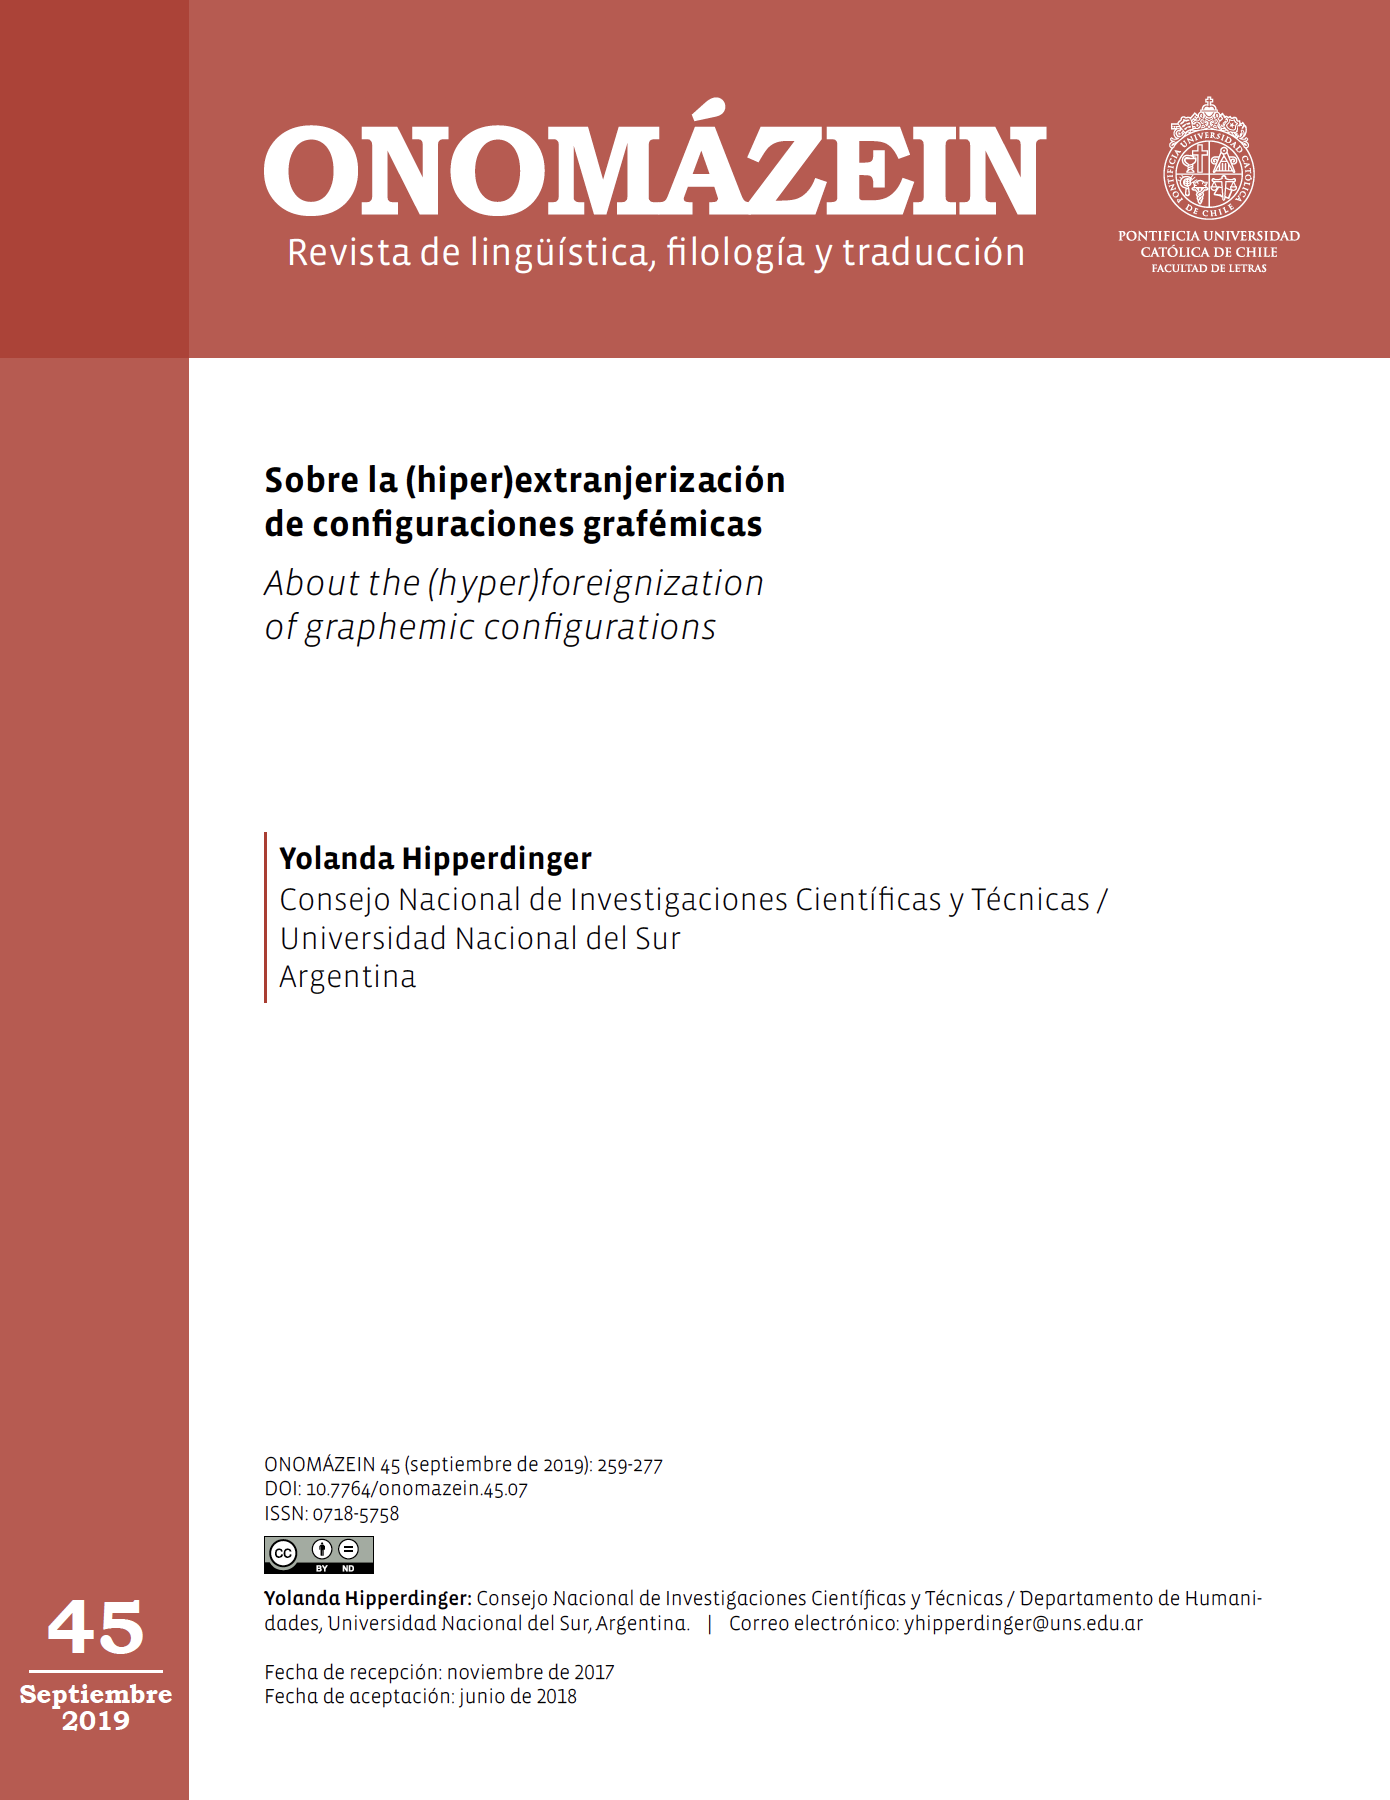 ONOMÁZEIN
Revista de lingüística, filología y traducción
PONTIFICIA UNIVERSIDAD CATÓLICA DE CHILE
PONTIFICIA UNIVERSIDAD
CATÓLICA DE CHILE
FACULTAD DE LETRAS
Sobre la (hiper)extranjerización
de configuraciones grafémicas
About the (hyper)foreignization
of graphemic configurations
Yolanda Hipperdinger
Consejo Nacional de Investigaciones Científicas y Técnicas /
Universidad Nacional del Sur
Argentina
ONOMÁZEIN 45 (septiembre de 2019): 259-277
DOI: 10.7764/onomazein.45.07
ISSN: 0718-5758
cc BY ND
Yolanda Hipperdinger: Consejo Nacional de Investigaciones Científicas y Técnicas / Departamento de Humani-
dades, Universidad Nacional del Sur, Argentina. | Correo electrónico: yhipperdinger@uns.edu.ar
Fecha de recepción: noviembre de 2017
Fecha de aceptación: junio de 2018
45
Septiembre
2019